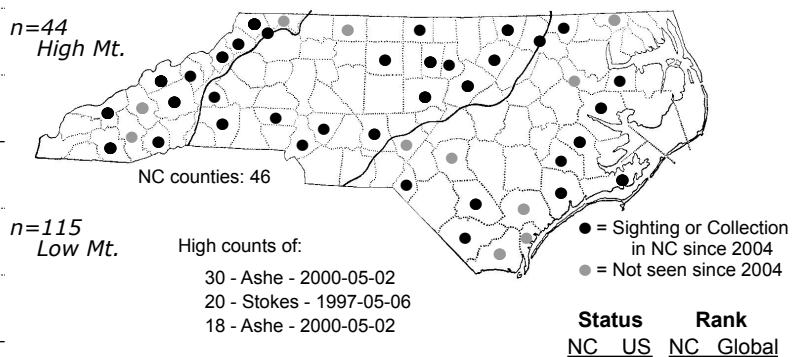 n=44
High Mt.
NC counties: 46
n=115
Low Mt.
High counts of:
30 - Ashe - 2000-05-02
20 - Stokes - 1997-05-06
18 - Ashe - 2000-05-02
= Sighting or Collection
in NC since 2004
= Not seen since 2004
Status Rank
NC US NC Global